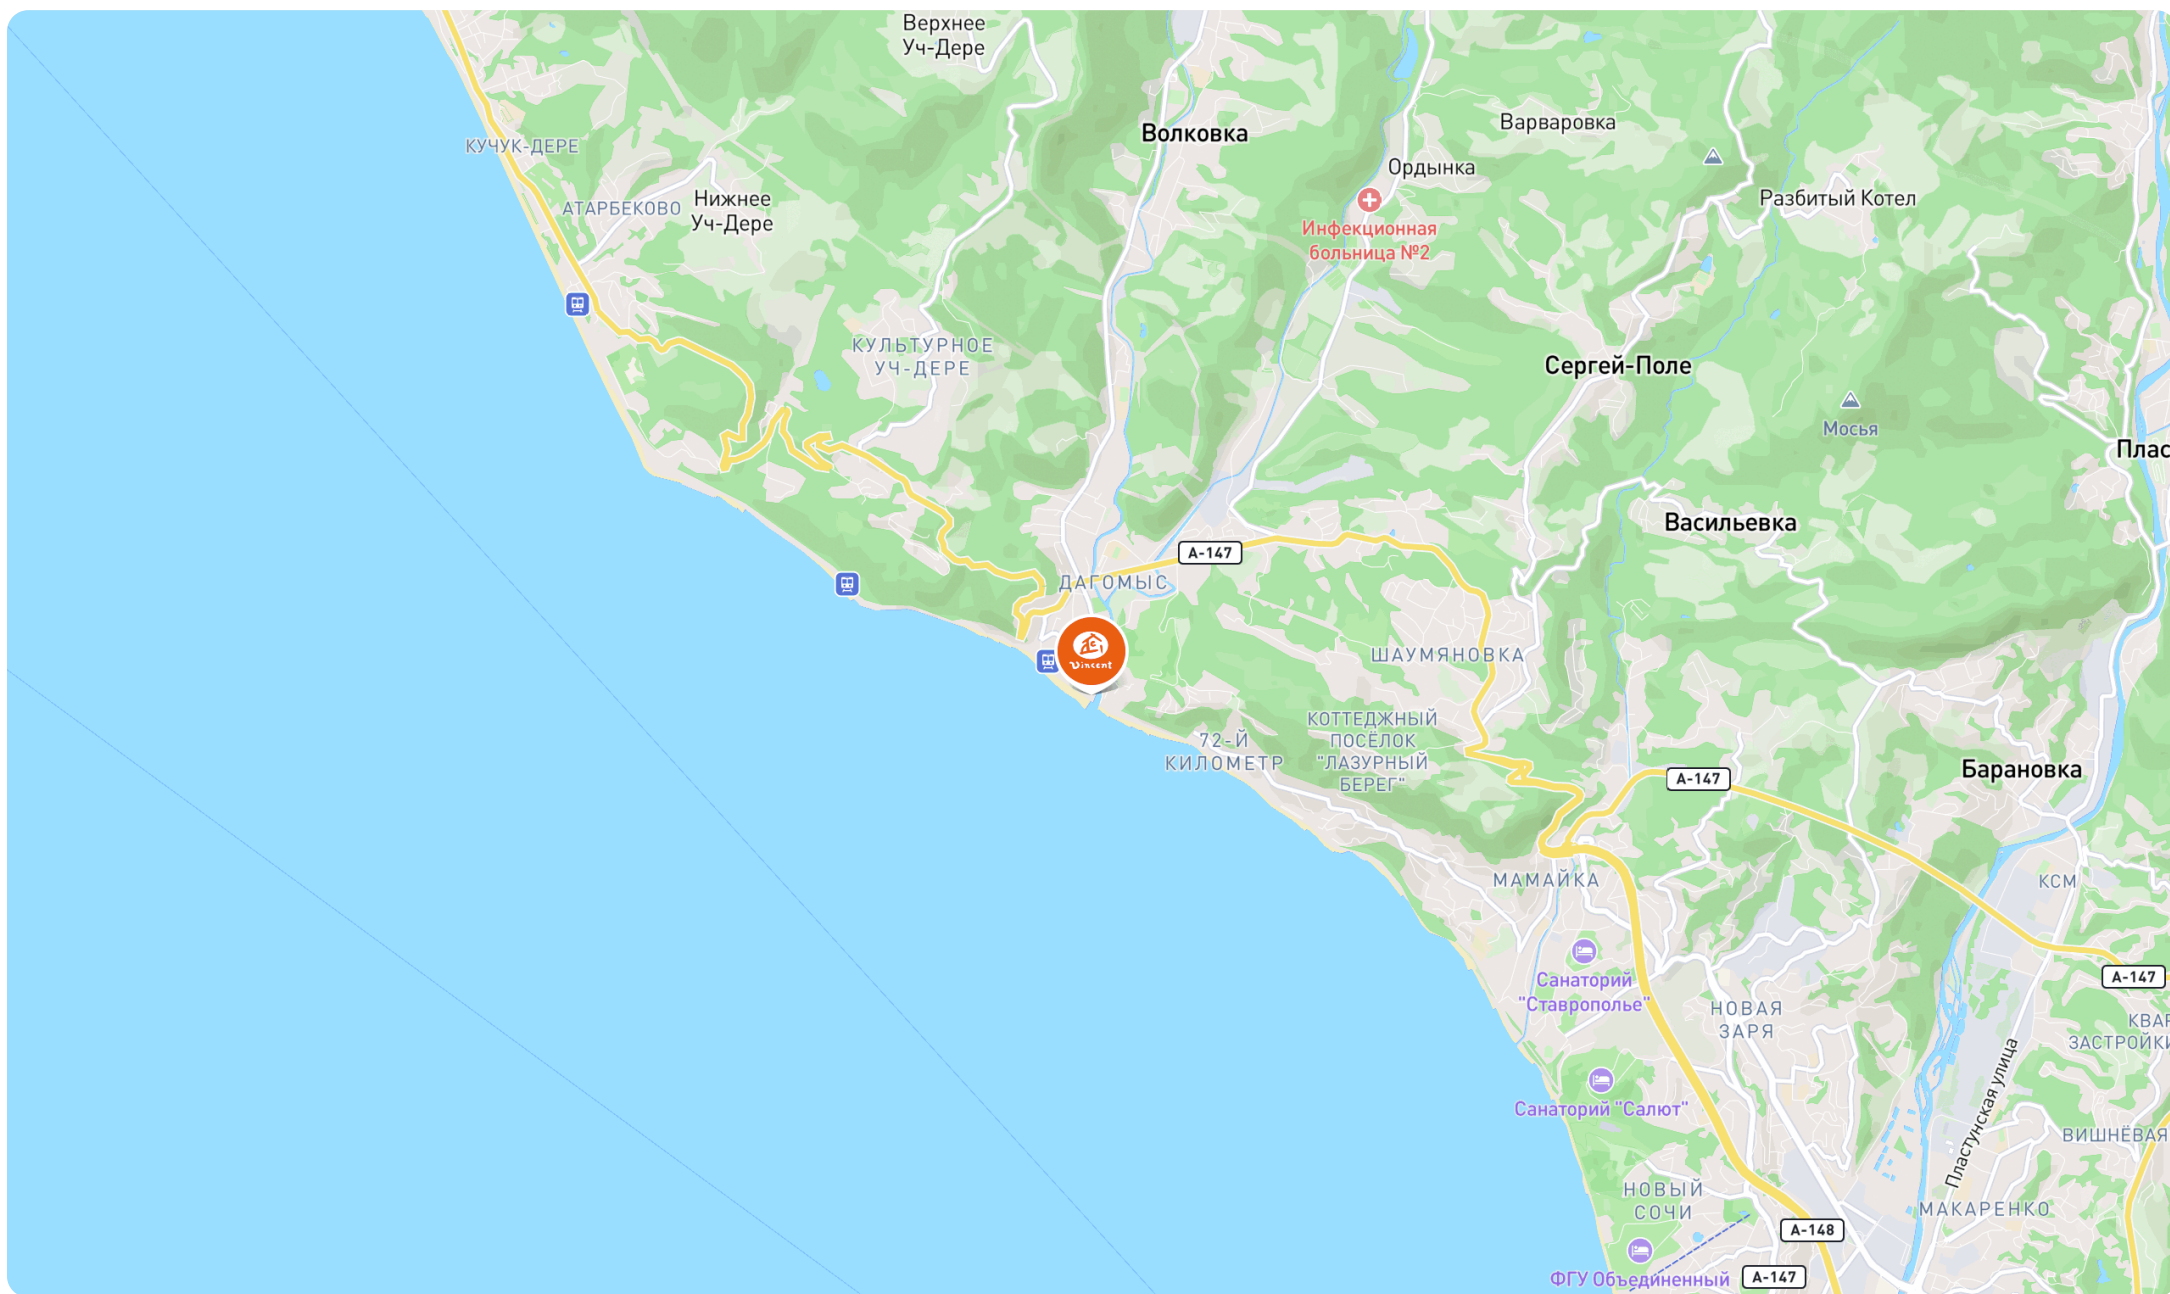 Верхнее
Уч-Дере
Волковка
Варваровка
КУЧУК-ДЕРЕ
Ордынка
АТАРБЕКОВО
Нижнее
Уч-Дере
Разбитый Котел
Инфекционная
больница №2
КУЛЬТУРНОЕ
УЧ-ДЕРЕ
Сергей-Поле
Мосья
Плас
Васильевка
А-147
ДАГОМЫС
Vincent
ШАУМЯНОВКА
72-Й
КИЛОМЕТР
КОТТЕДЖНЫЙ
ПОСЁЛОК
"ЛАЗУРНЫЙ
БЕРЕГ"
А-147
Барановка
МАМАЙКА
КСМ
Санаторий
"Ставрополье"
А-147
НОВАЯ
ЗАРЯ
КВАР
ЗАСТРОЙКИ
Пластунская улица
Санаторий "Салют"
ВИШНЁВАЯ
НОВЫЙ
СОЧИ
МАКАРЕНКО
А-148
ФГУ Объединенный
А-147